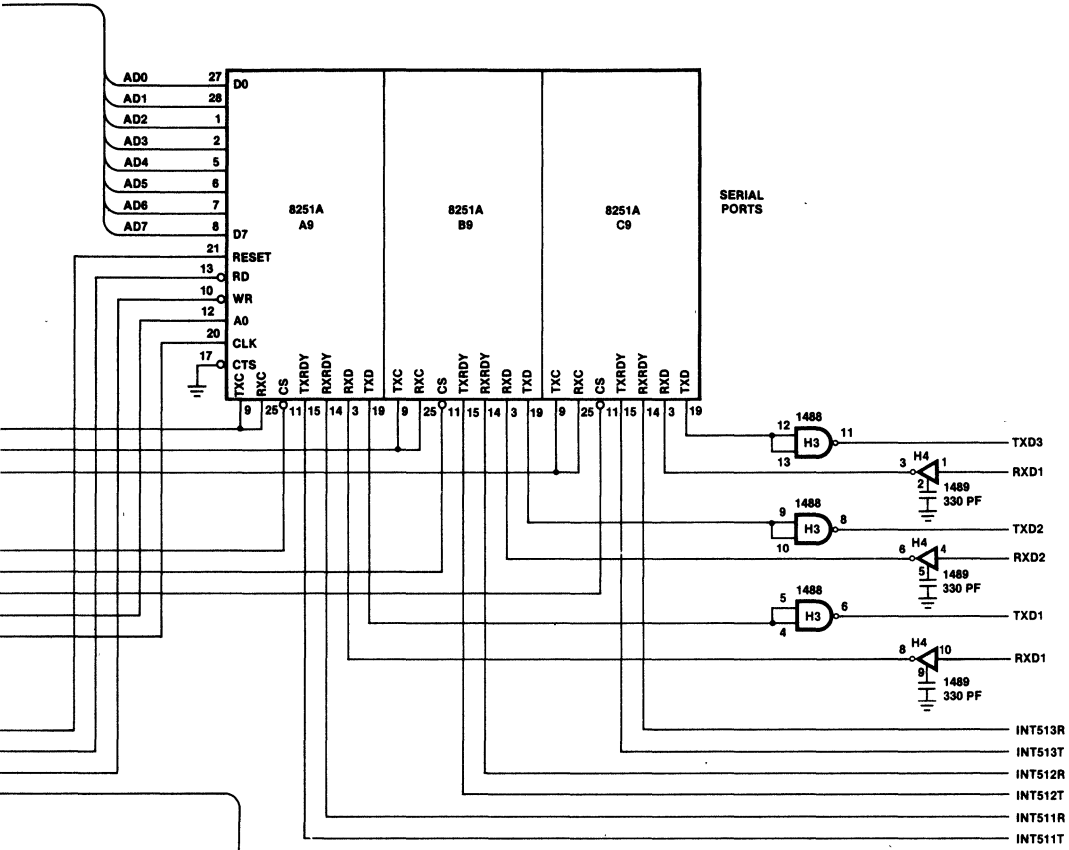 AD0 27 D0
AD1 28
AD2 1
AD3 2
AD4 5
AD5 6
AD6 7
AD7 8 D7
8251A
A9
8251A
B9
8251A
C9
SERIAL
PORTS
21 RESET
13 RD
10 WR
12 A0
20 CLK
17 CTS
TXC RXC CS TXRDY RXRDY RXD TXD TXC RXC CS TXRDY RXRDY RXD TXD TXC RXC CS TXRDY RXRDY RXD TXD
9 25 11 15 14 3 19 9 25 11 15 14 3 19 9 25 11 15 14 3 19
1488
12 H3 11 TXD3
13
H4
3 1 RXD1
2 1489
330 PF
1488
9 H3 8 TXD2
10
H4
6 4 RXD2
5 1489
330 PF
1488
5 H3 6 TXD1
4
H4
8 10 RXD1
9 1489
330 PF
INT513R
INT513T
INT512R
INT512T
INT511R
INT511T